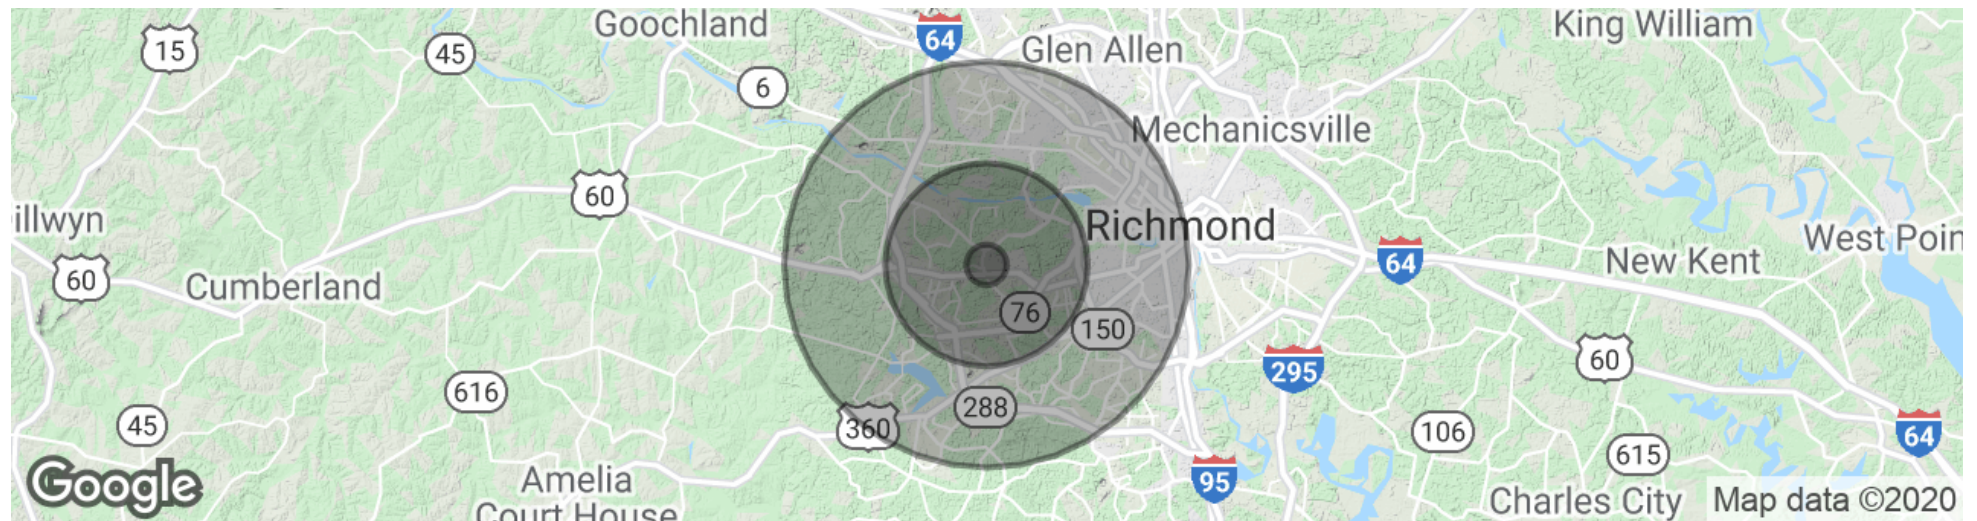 Goochland
King William
15
45
64
Glen Allen
6
Mechanicsville
60
illwyn
Richmond
West Poin
60
Cumberland
64
New Kent
76
150
295
60
616
288
45
360
106
64
615
Amelia
Court House
95
Google
Charles City
Map data ©2020